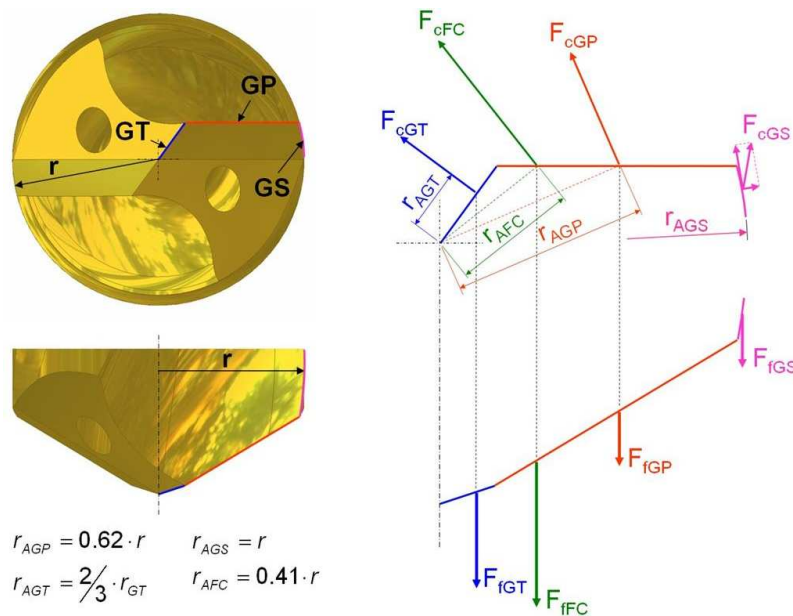 GP
GT
r
GS
r
r_AGP = 0.62 · r
r_AGS = r
r_AGT = 2/3 · r_GT
r_AFC = 0.41 · r
F_cFC
F_cGP
F_cGT
F_cGS
r_AGT
r_AFC
r_AGP
r_AGS
F_fGS
F_fGP
F_fGT
F_fFC